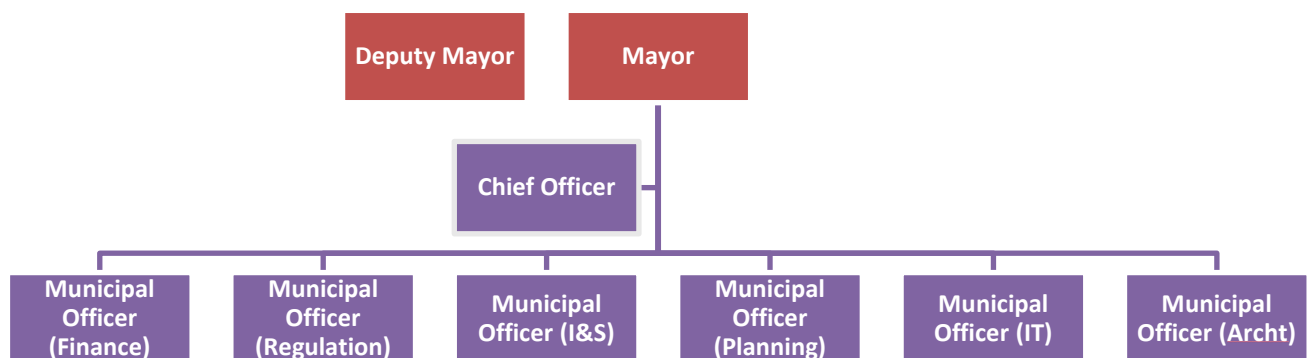 Deputy Mayor
Mayor
Chief Officer
Municipal
Officer
(Finance)
Municipal
Officer
(Regulation)
Municipal
Officer (I&S)
Municipal
Officer
(Planning)
Municipal
Officer (IT)
Municipal
Officer (Archt)